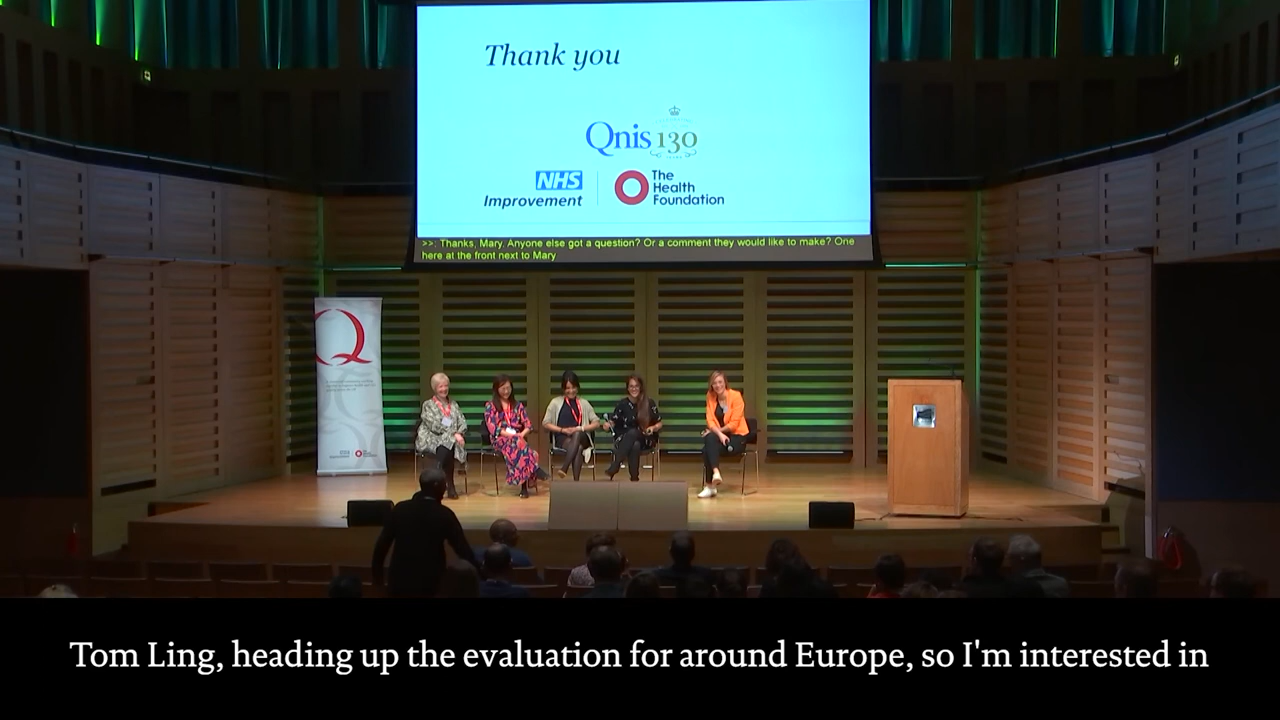 Thank you
Qnis 130
NHS
Improvement
The
Health
Foundation
>>: Thanks, Mary. Anyone else got a question? Or a comment they would like to make? One
here at the front next to Mary
Q
Tom Ling, heading up the evaluation for around Europe, so I'm interested in